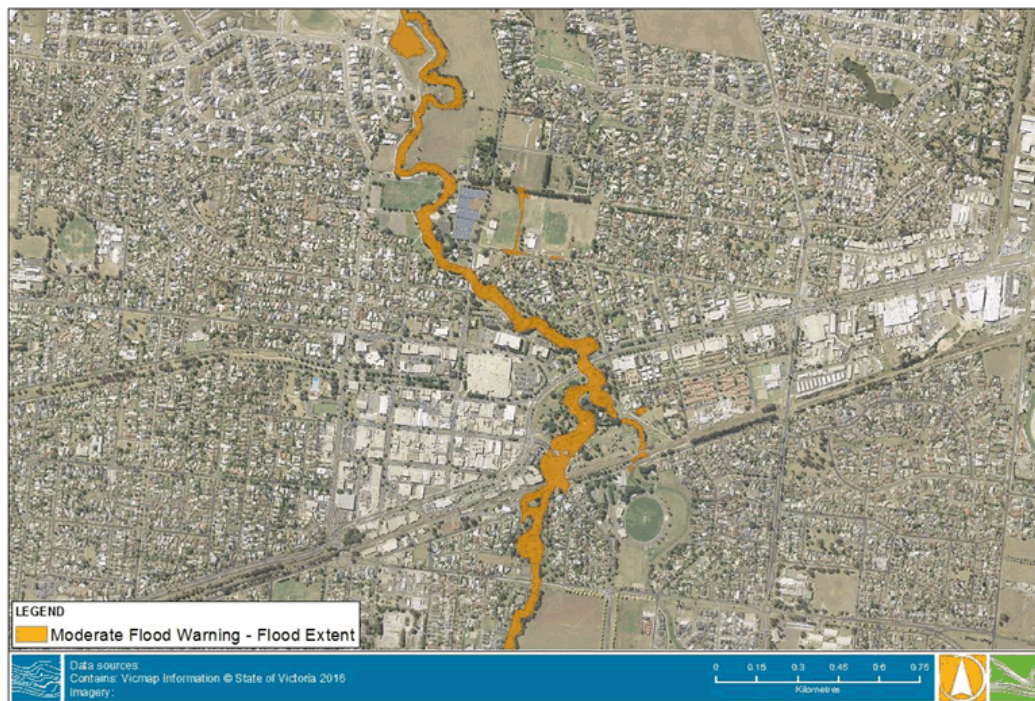 LEGEND
Moderate Flood Warning - Flood Extent
Data sources:
Contains: Vicmap Information © State of Victoria 2016
Imagery:
0 0.15 0.3 0.45 0.6 0.75
Kilometres